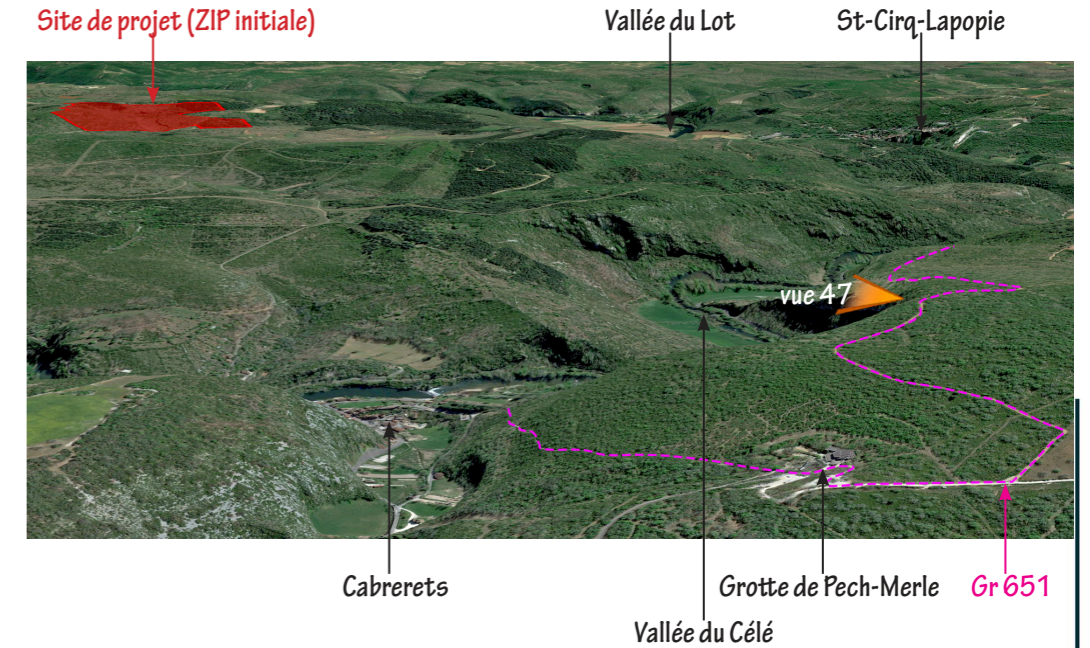 Site de projet (ZIP initiale)
Vallée du Lot
St-Cirq-Lapopie
vue 47
Cabrerets
Grotte de Pech-Merle
Gr 651
Vallée du Célé